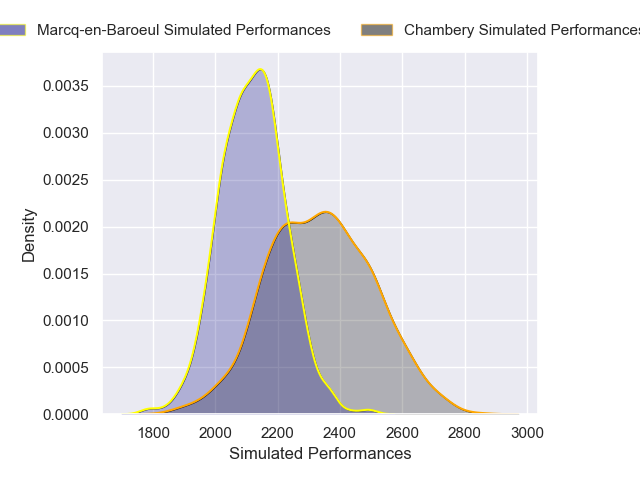 Marcq-en-Baroeul Simulated Performances Chambery Simulated Performances
0.0035
0.0030
0.0025
0.0020
0.0015
0.0010
0.0005
0.0000
Density
1800 2000 2200 2400 2600 2800 3000
Simulated Performances